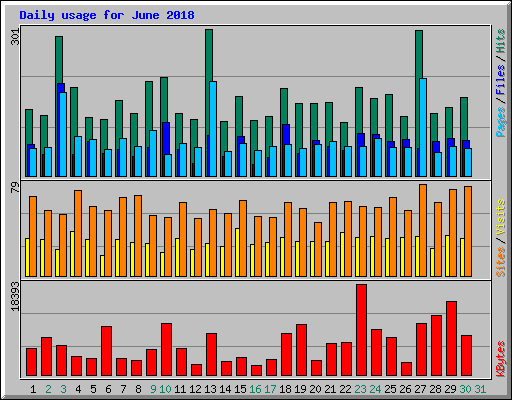 Daily usage for June 2018
301
Pages / Files / Hits
79
Sites / Visits
18393
KBytes
1 2 3 4 5 6 7 8 9 10 11 12 13 14 15 16 17 18 19 20 21 22 23 24 25 26 27 28 29 30 31